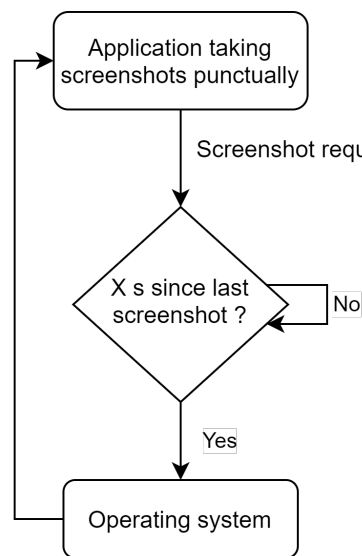 Application taking
screenshots punctually
Screenshot requ
X s since last
screenshot ?
No
Yes
Operating system